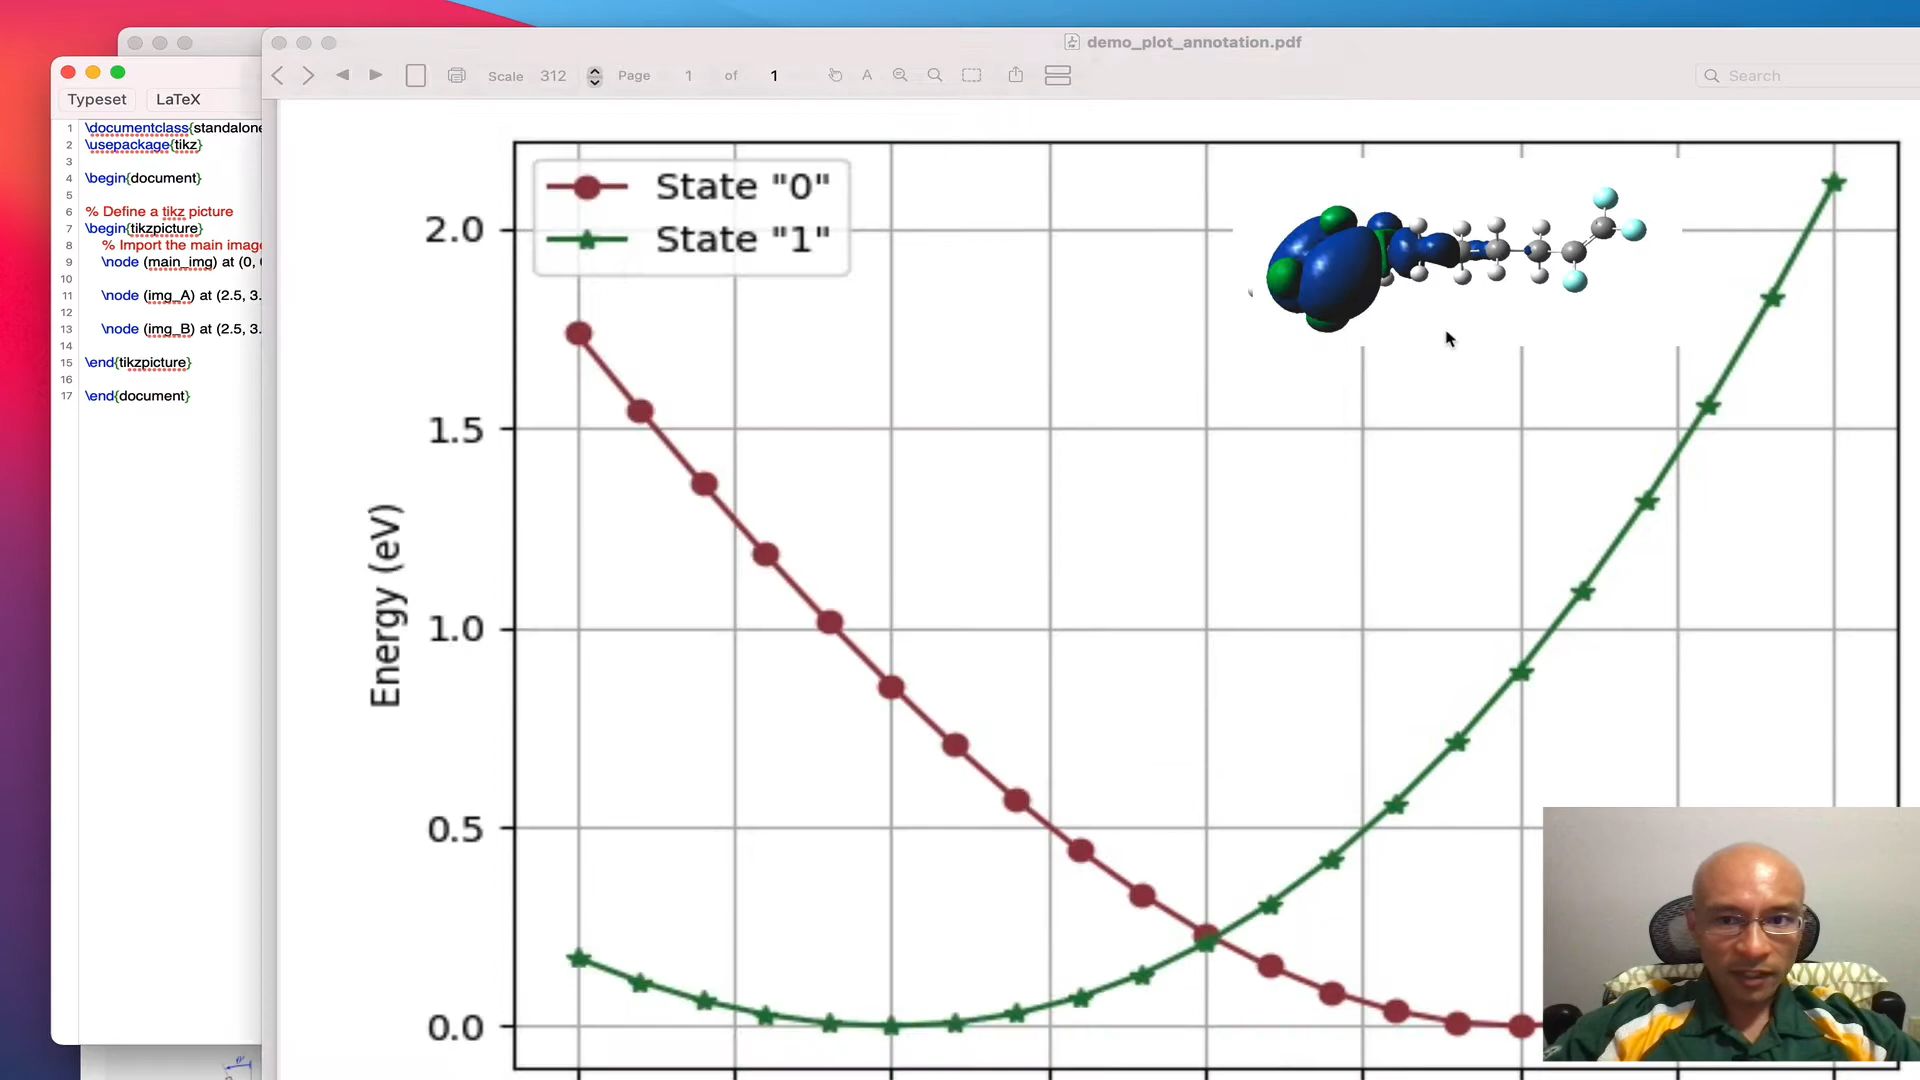 demo_plot_annotation.pdf
Scale 312 Page 1 of 1 A Search
Typeset LaTeX
1 \documentclass{standalone
2 \usepackage{tikz}
3
4 \begin{document}
5
6 % Define a tikz picture
7 \begin{tikzpicture}
8 % Import the main image
9 \node (main_img) at (0,
10
11 \node (img_A) at (2.5, 3.
12
13 \node (img_B) at (2.5, 3.
14
15 \end{tikzpicture}
16
17 \end{document}
State "0"
State "1"
2.0
1.5
1.0
0.5
0.0
Energy (eV)